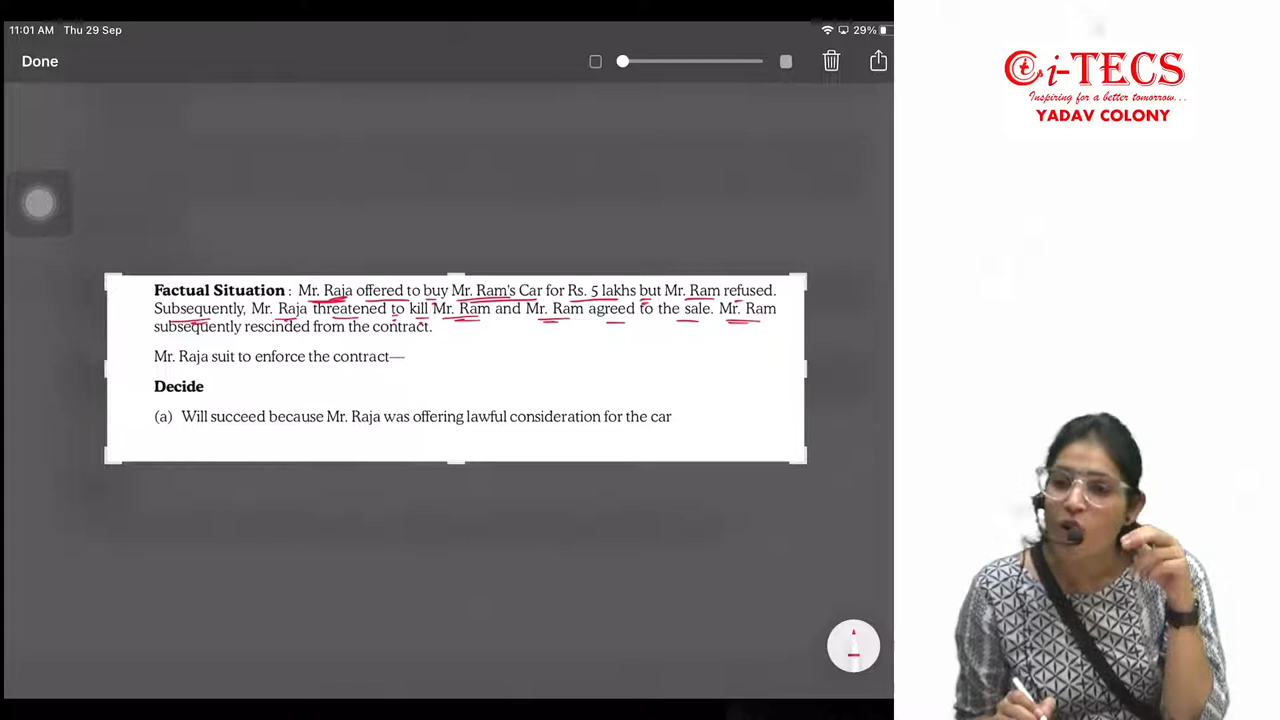 11:01 AM Thu 29 Sep
29%
Done
i-TECS
Inspiring for a better tomorrow...
YADAV COLONY
Factual Situation : Mr. Raja offered to buy Mr. Ram's Car for Rs. 5 lakhs but Mr. Ram refused.
Subsequently, Mr. Raja threatened to kill Mr. Ram and Mr. Ram agreed to the sale. Mr. Ram
subsequently rescinded from the contract.
Mr. Raja suit to enforce the contract—
Decide
(a) Will succeed because Mr. Raja was offering lawful consideration for the car